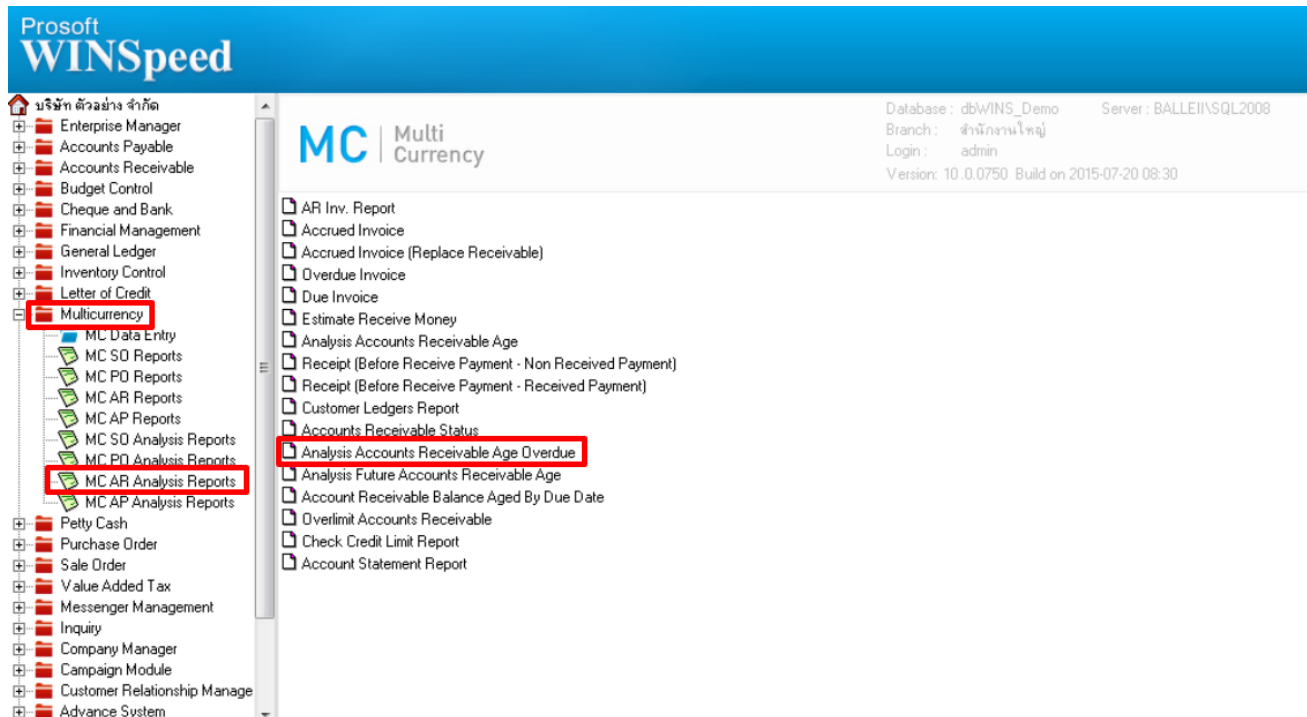 Prosoft
WINSpeed
บริษัท ตัวอย่าง จำกัด
Enterprise Manager
Accounts Payable
Accounts Receivable
Budget Control
Cheque and Bank
Financial Management
General Ledger
Inventory Control
Letter of Credit
Multicurrency
MC Data Entry
MC SO Reports
MC PO Reports
MC AR Reports
MC AP Reports
MC SO Analysis Reports
MC PO Analysis Reports
MC AR Analysis Reports
MC AP Analysis Reports
Petty Cash
Purchase Order
Sale Order
Value Added Tax
Messenger Management
Inquiry
Company Manager
Campaign Module
Customer Relationship Manage
Advance System
MC Multi Currency
Database : dbWINS_Demo Server : BALLEII\SQL2008
Branch : สำนักงานใหญ่
Login : admin
Version: 10.0.0750 Build on 2015-07-20 08:30
AR Inv. Report
Accrued Invoice
Accrued Invoice (Replace Receivable)
Overdue Invoice
Due Invoice
Estimate Receive Money
Analysis Accounts Receivable Age
Receipt (Before Receive Payment - Non Received Payment)
Receipt (Before Receive Payment - Received Payment)
Customer Ledgers Report
Accounts Receivable Status
Analysis Accounts Receivable Age Overdue
Analysis Future Accounts Receivable Age
Account Receivable Balance Aged By Due Date
Overlimit Accounts Receivable
Check Credit Limit Report
Account Statement Report